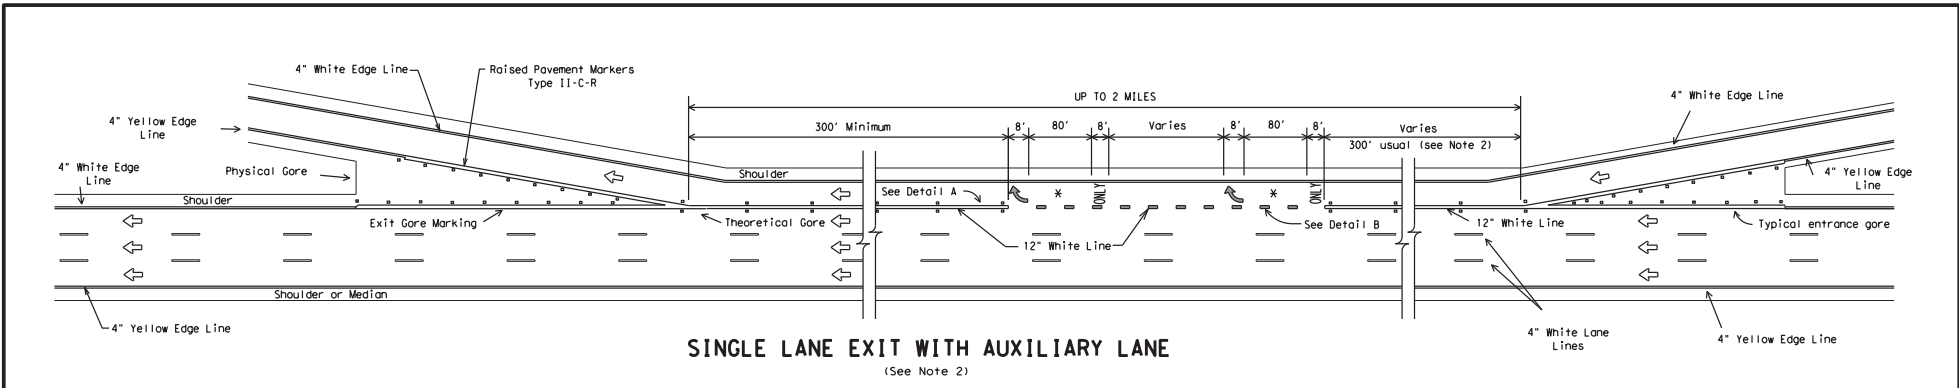 4" White Edge Line
Raised Pavement Markers
Type II-C-R
UP TO 2 MILES
4" White Edge Line
4" Yellow Edge
Line
300' Minimum
8'
80'
8'
Varies
8'
80'
8'
Varies
300' usual (see Note 2)
4" White Edge
Line
Physical Gore
Shoulder
4" Yellow Edge
Line
Shoulder
See Detail A
*
ONLY
*
ONLY
Exit Gore Marking
Theoretical Gore
See Detail B
12" White Line
Typical entrance gore
12" White Line
Shoulder or Median
4" Yellow Edge Line
4" White Lane
Lines
4" Yellow Edge Line
SINGLE LANE EXIT WITH AUXILIARY LANE
(See Note 2)